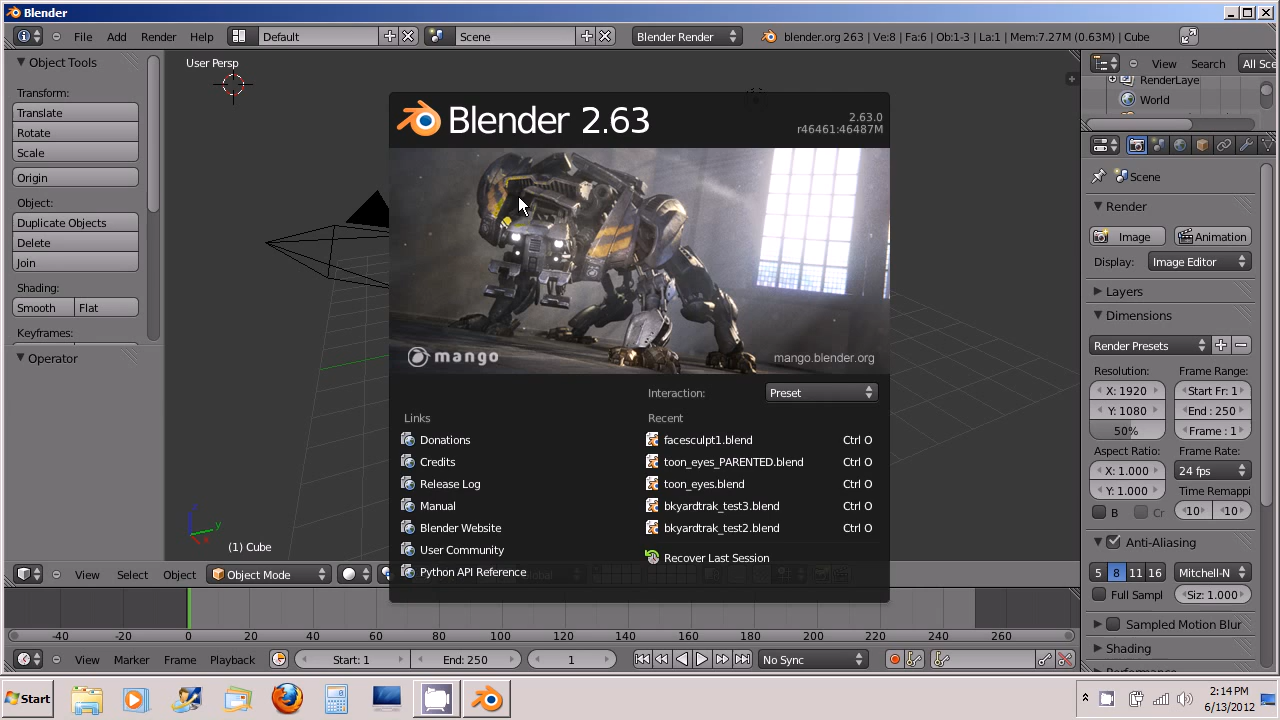 Blender
File Add Render Help Default Scene Blender Render blender.org 263 | Ve:8 | Fa:6 | Ob:1-3 | La:1 | Mem:7.27M (0.63M) | Cube
Object Tools
Transform:
Translate
Rotate
Scale
Origin
Object:
Duplicate Objects
Delete
Join
Shading:
Smooth Flat
Keyframes:
Operator
User Persp
Blender 2.63
2.63.0
r46461:46487M
mango
mango.blender.org
Interaction: Preset
Links
Donations
Credits
Release Log
Manual
Blender Website
User Community
Python API Reference
Recent
facesculpt1.blend Ctrl O
toon_eyes_PARENTED.blend Ctrl O
toon_eyes.blend Ctrl O
bkyardtrak_test3.blend Ctrl O
bkyardtrak_test2.blend Ctrl O
Recover Last Session
y
(1) Cube
View Select Object Object Mode
View Search All Sce
RenderLaye
World
Scene
Render
Image Animation
Display: Image Editor
Layers
Dimensions
Render Presets
Resolution: Frame Range:
X: 1920 Start Fr: 1
Y: 1080 End : 250
50% Frame : 1
Aspect Ratio: Frame Rate:
X: 1.000 24 fps
Y: 1.000 Time Remappi
B Cr 10 10
Anti-Aliasing
5 8 11 16 Mitchell-N
Full Sampl Siz: 1.000
Sampled Motion Blur
Shading
-40 -20 0 20 40 60 80 100 120 140 160 180 200 220 240 260
View Marker Frame Playback Start: 1 End: 250 1 No Sync
Start
2:14 PM
6/13/2012